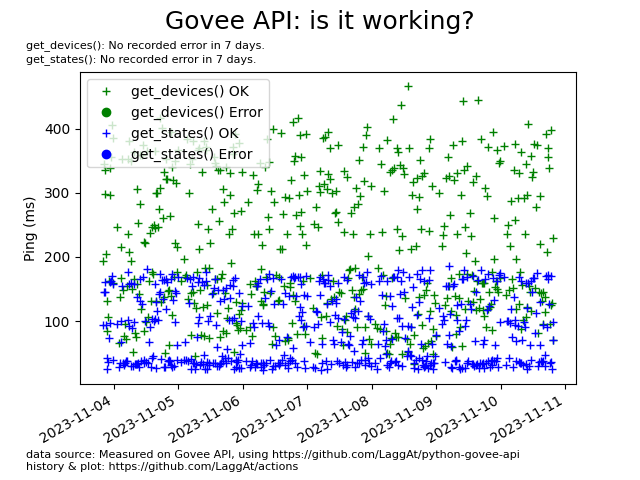 Govee API: is it working?
get_devices(): No recorded error in 7 days.
get_states(): No recorded error in 7 days.
get_devices() OK
get_devices() Error
get_states() OK
get_states() Error
Ping (ms)
400
300
200
100
2023-11-04
2023-11-05
2023-11-06
2023-11-07
2023-11-08
2023-11-09
2023-11-10
2023-11-11
data source: Measured on Govee API, using https://github.com/LaggAt/python-govee-api
history & plot: https://github.com/LaggAt/actions